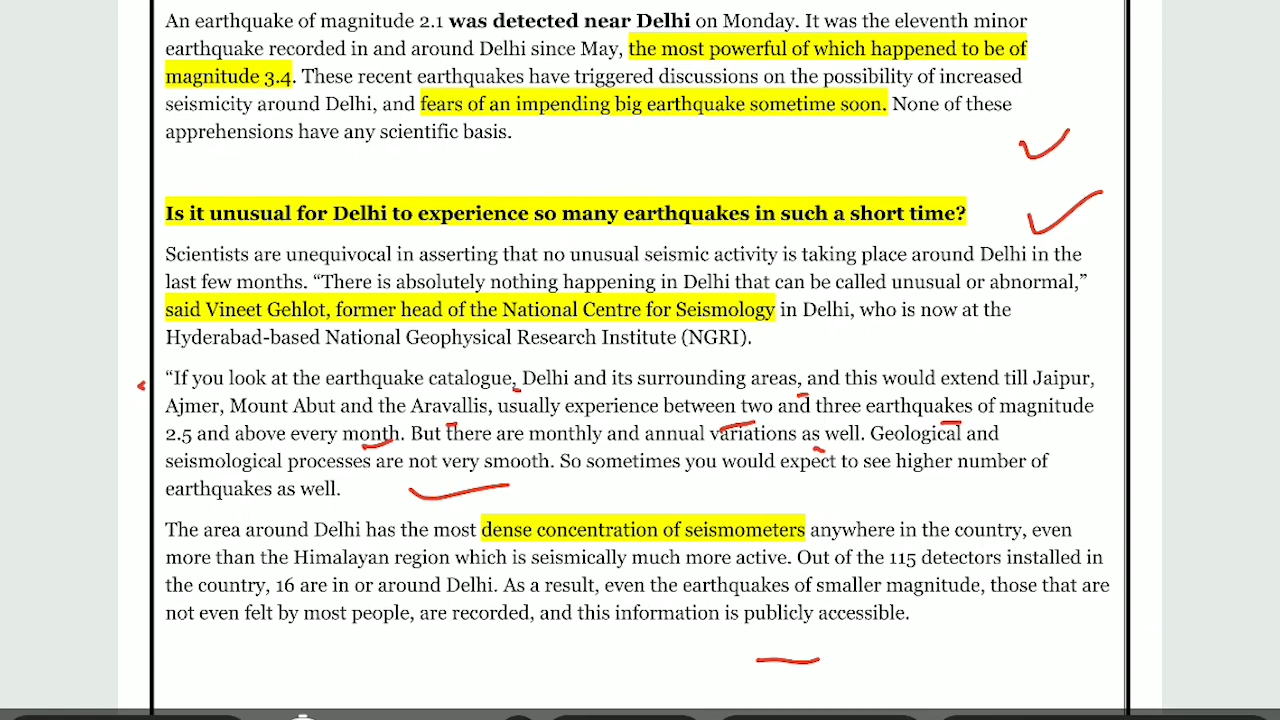 An earthquake of magnitude 2.1 was detected near Delhi on Monday. It was the eleventh minor
earthquake recorded in and around Delhi since May, the most powerful of which happened to be of
magnitude 3.4. These recent earthquakes have triggered discussions on the possibility of increased
seismicity around Delhi, and fears of an impending big earthquake sometime soon. None of these
apprehensions have any scientific basis.
Is it unusual for Delhi to experience so many earthquakes in such a short time?
Scientists are unequivocal in asserting that no unusual seismic activity is taking place around Delhi in the
last few months. “There is absolutely nothing happening in Delhi that can be called unusual or abnormal,”
said Vineet Gehlot, former head of the National Centre for Seismology in Delhi, who is now at the
Hyderabad-based National Geophysical Research Institute (NGRI).
“If you look at the earthquake catalogue, Delhi and its surrounding areas, and this would extend till Jaipur,
Ajmer, Mount Abut and the Aravallis, usually experience between two and three earthquakes of magnitude
2.5 and above every month. But there are monthly and annual variations as well. Geological and
seismological processes are not very smooth. So sometimes you would expect to see higher number of
earthquakes as well.
The area around Delhi has the most dense concentration of seismometers anywhere in the country, even
more than the Himalayan region which is seismically much more active. Out of the 115 detectors installed in
the country, 16 are in or around Delhi. As a result, even the earthquakes of smaller magnitude, those that are
not even felt by most people, are recorded, and this information is publicly accessible.